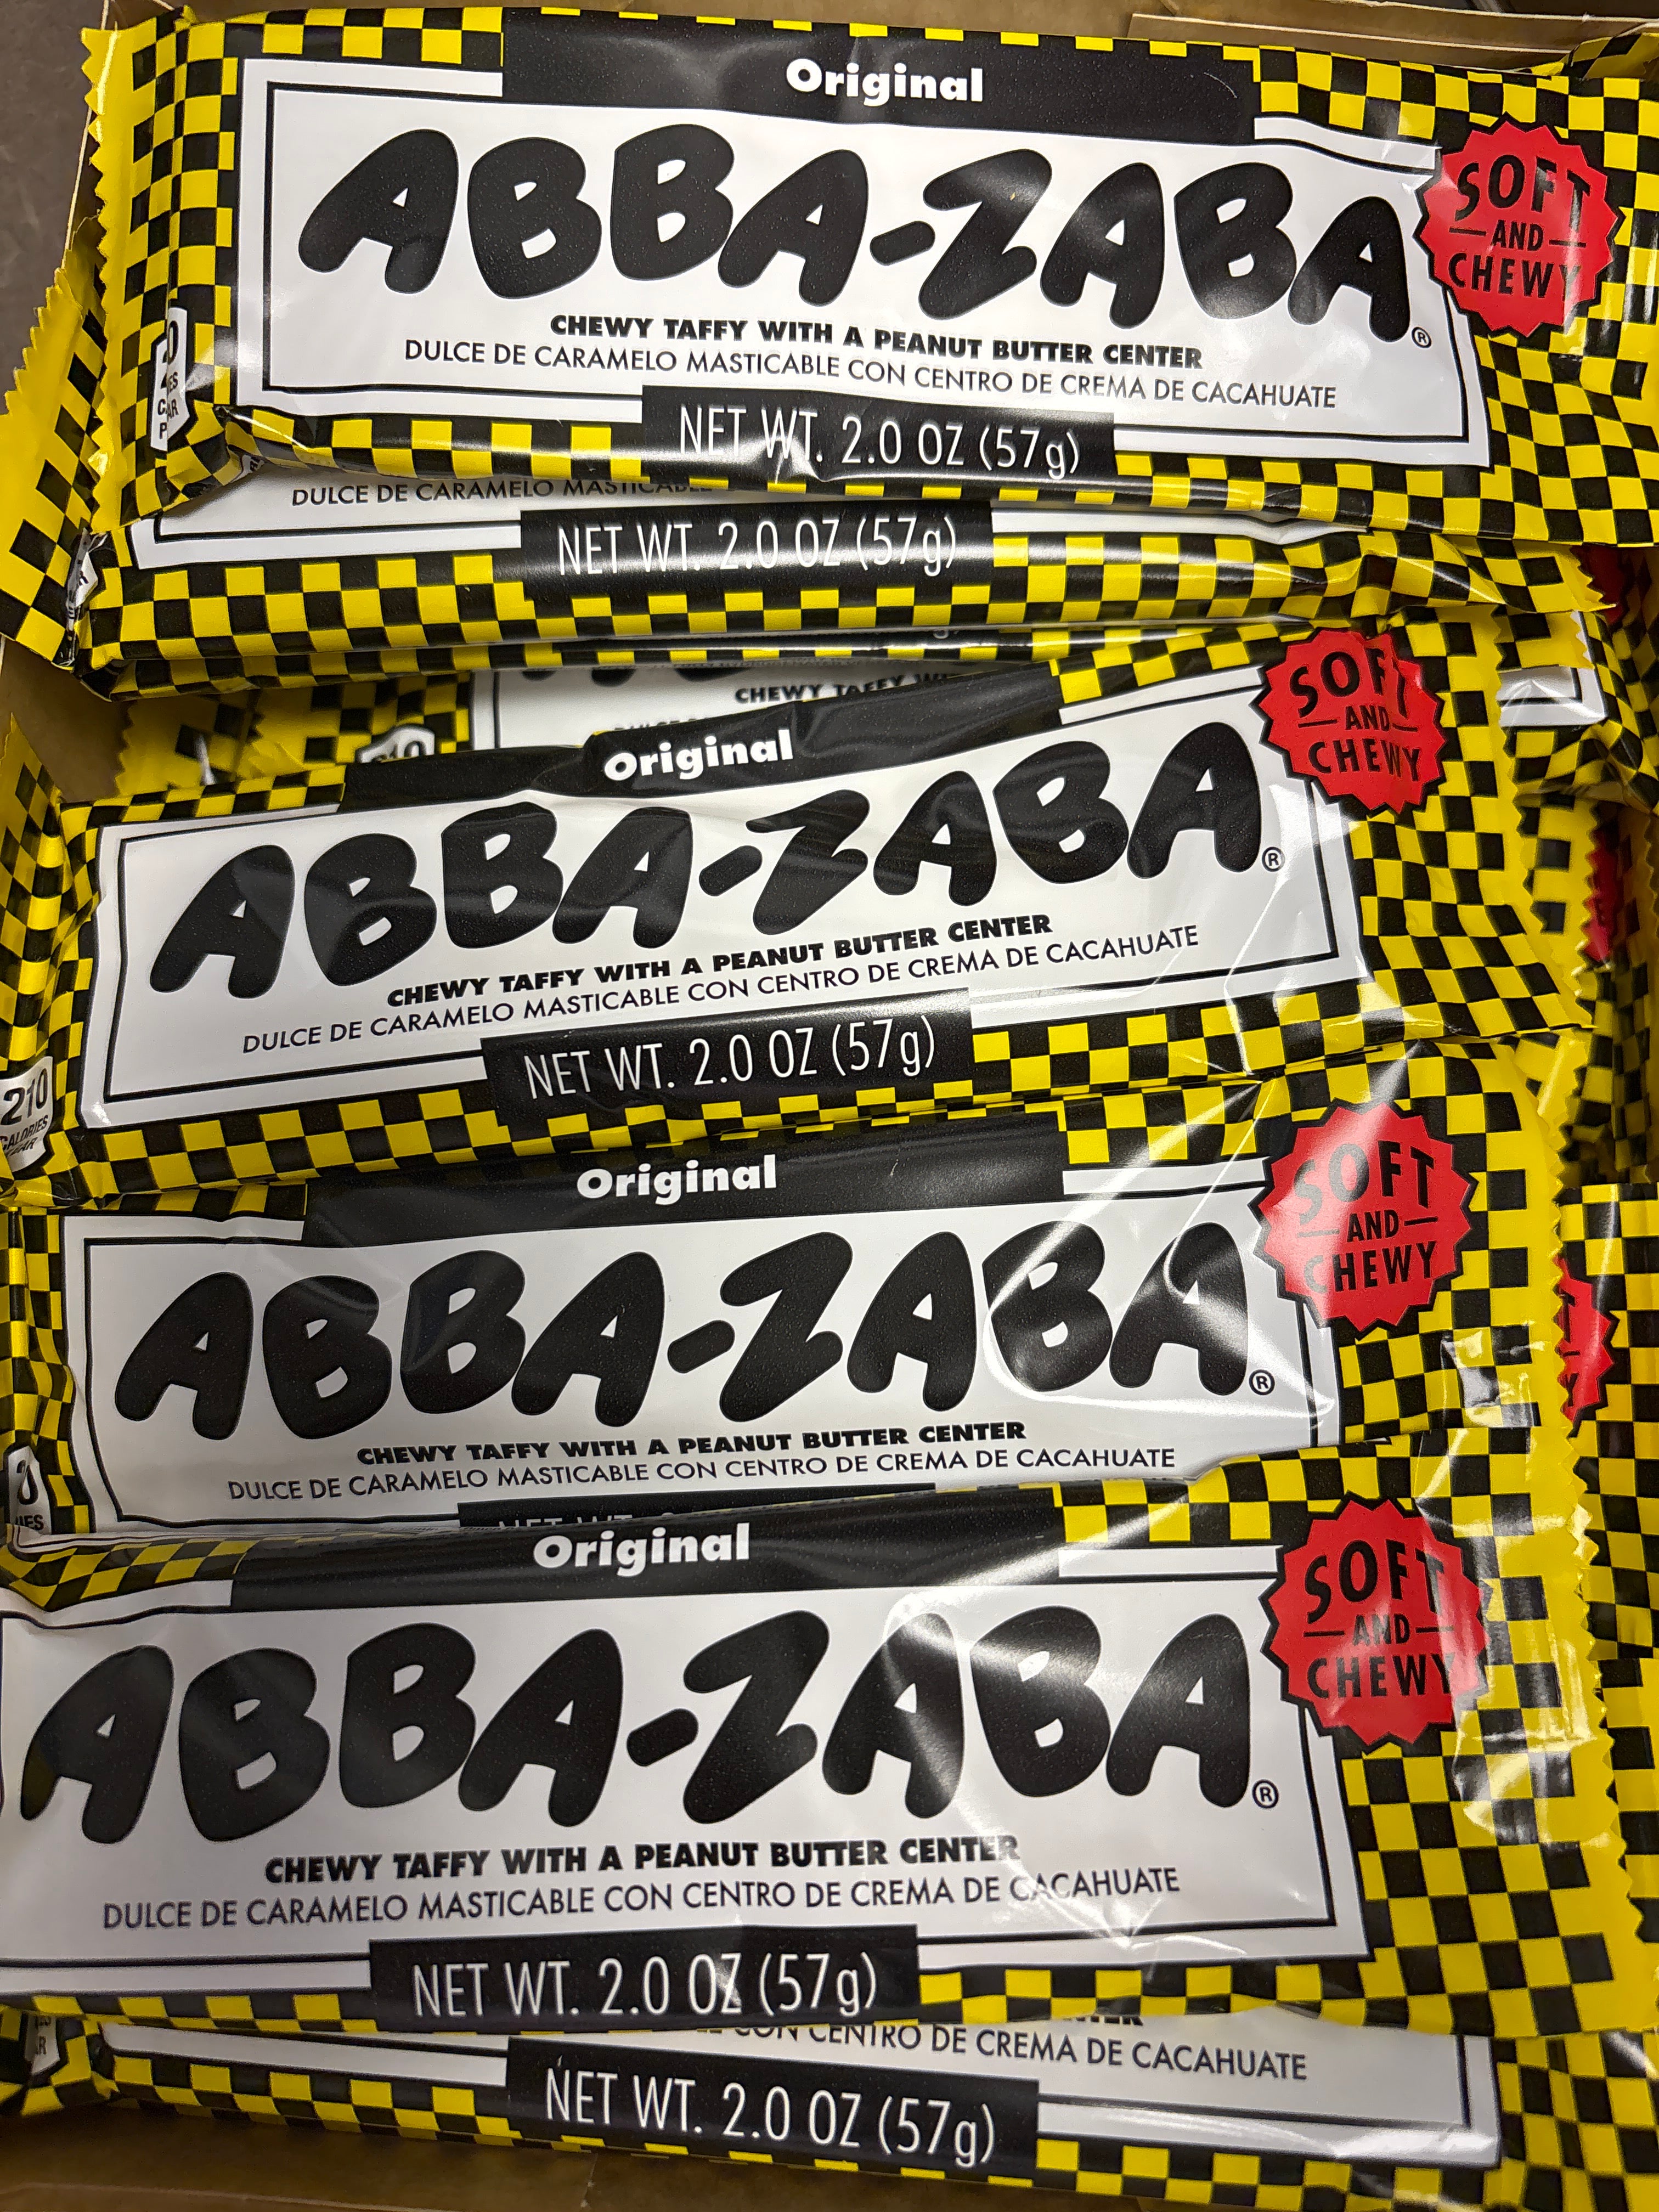 Original
ABBA-ZABA®
SOFT
AND
CHEWY
CHEWY TAFFY WITH A PEANUT BUTTER CENTER
DULCE DE CARAMELO MASTICABLE CON CENTRO DE CREMA DE CACAHUATE
NET WT. 2.0 OZ (57g)
DULCE DE CARAMELO MASTICABLE
NET WT. 2.0 OZ (57g)
CHEWY TAFFY
Original
ABBA-ZABA®
SOFT
AND
CHEWY
CHEWY TAFFY WITH A PEANUT BUTTER CENTER
DULCE DE CARAMELO MASTICABLE CON CENTRO DE CREMA DE CACAHUATE
NET WT. 2.0 OZ (57g)
210
CALORIES
Original
ABBA-ZABA®
SOFT
AND
CHEWY
CHEWY TAFFY WITH A PEANUT BUTTER CENTER
DULCE DE CARAMELO MASTICABLE CON CENTRO DE CREMA DE CACAHUATE
NET WT.
Original
ABBA-ZABA®
SOFT
AND
CHEWY
CHEWY TAFFY WITH A PEANUT BUTTER CENTER
DULCE DE CARAMELO MASTICABLE CON CENTRO DE CREMA DE CACAHUATE
NET WT. 2.0 OZ (57g)
CON CENTRO DE CREMA DE CACAHUATE
NET WT. 2.0 OZ (57g)